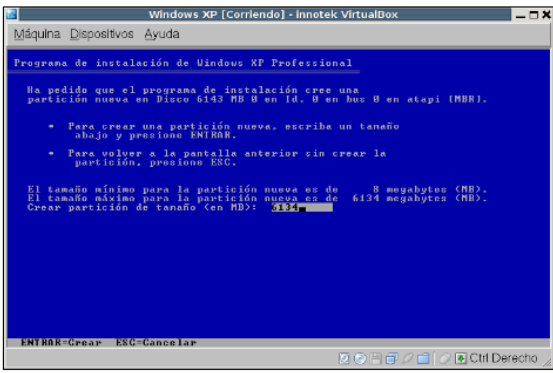 Windows XP [Corriendo] - innotek VirtualBox
Máquina Dispositivos Ayuda
Programa de instalación de Windows XP Professional
Ha pedido que el programa de instalación cree una
partición nueva en Disco 6143 MB 0 en Id. 0 en bus 0 en atapi [MBR].
• Para crear una partición nueva, escriba un tamaño
abajo y presione ENTRAR.
• Para volver a la pantalla anterior sin crear la
partición, presione ESC.
El tamaño mínimo para la partición nueva es de 8 megabytes (MB).
El tamaño máximo para la partición nueva es de 6134 megabytes (MB).
Crear partición de tamaño (en MB): 6134
ENTRAR=Crear ESC=Cancelar
Ctrl Derecho